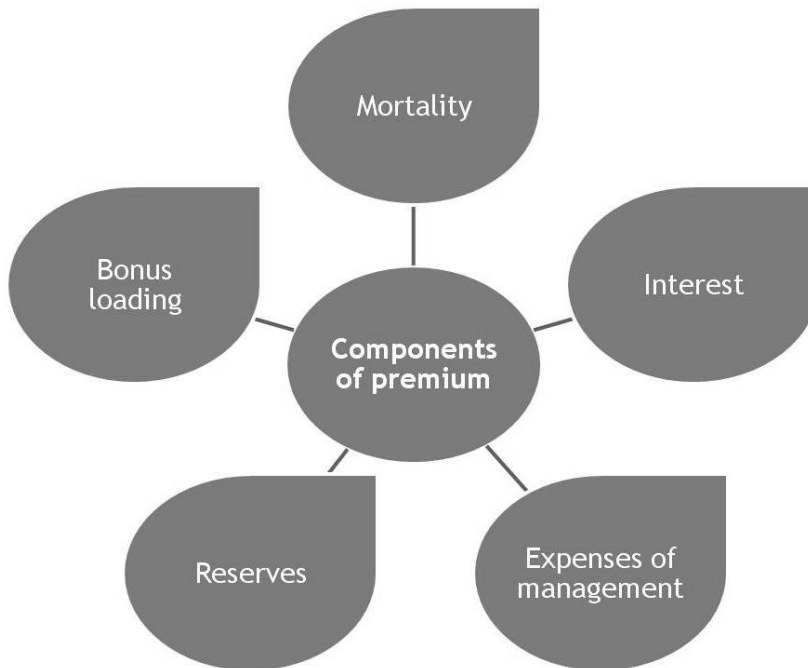 Mortality
Bonus
loading
Interest
Components
of premium
Reserves
Expenses of
management